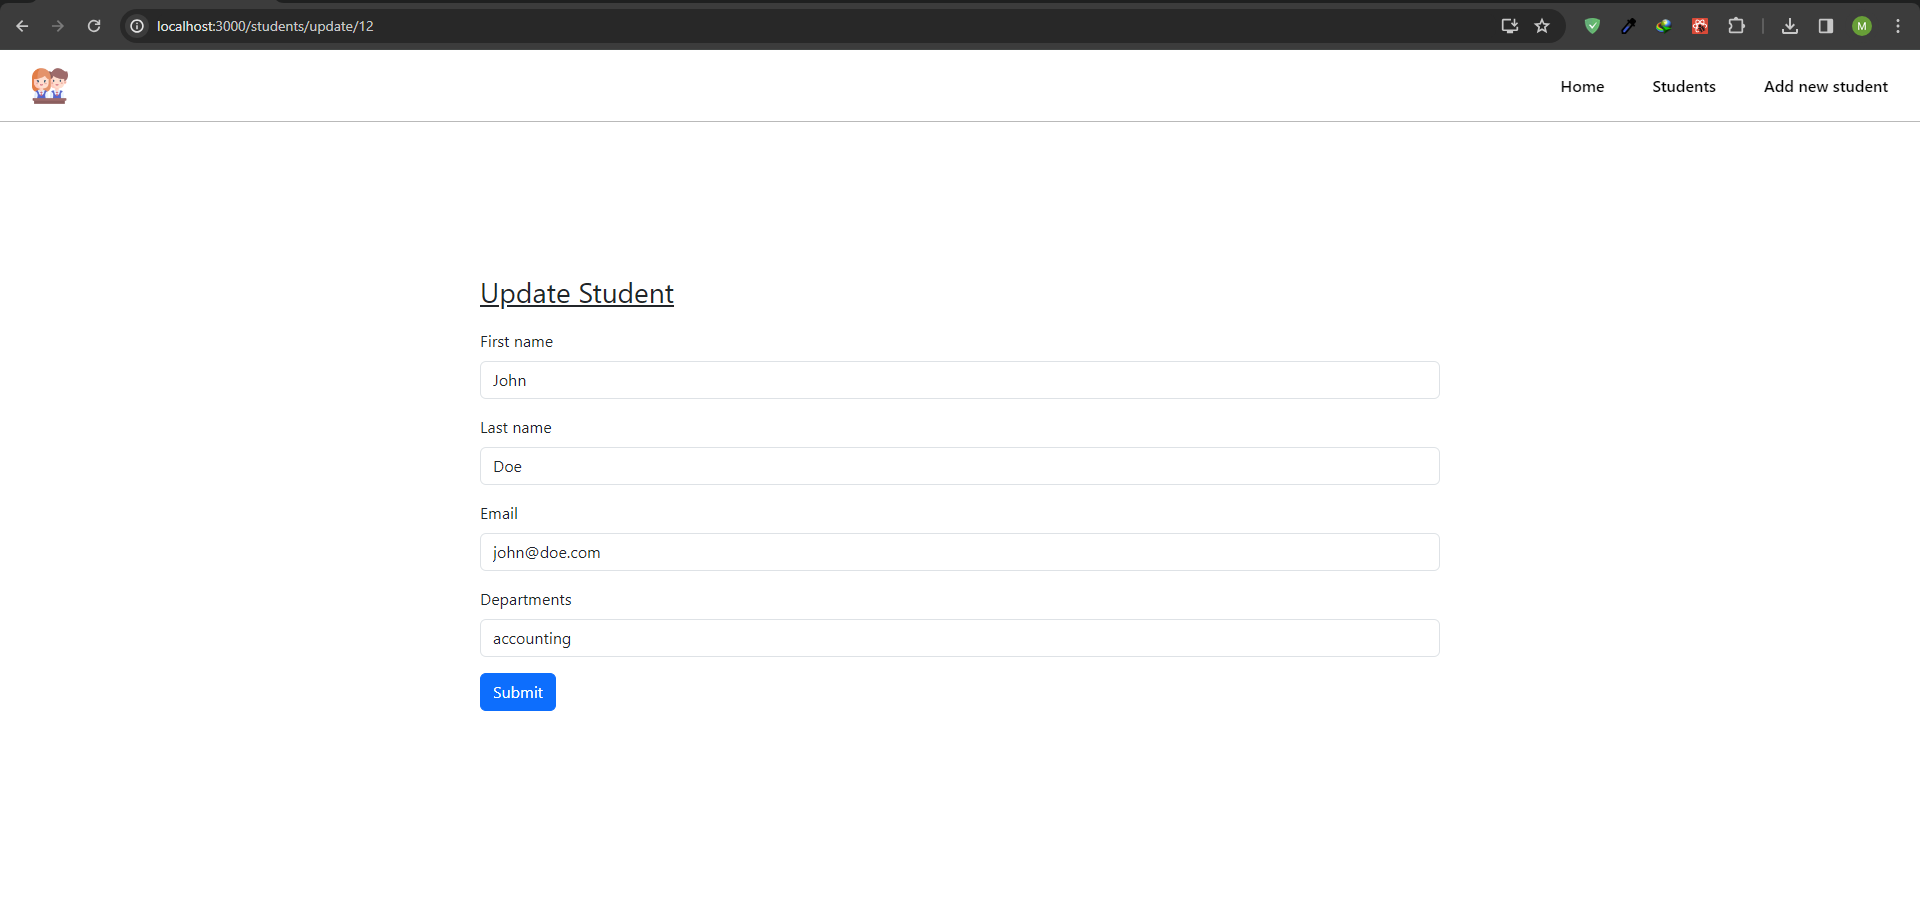 localhost:3000/students/update/12
M
Home Students Add new student
Update Student
First name
John
Last name
Doe
Email
john@doe.com
Departments
accounting
Submit